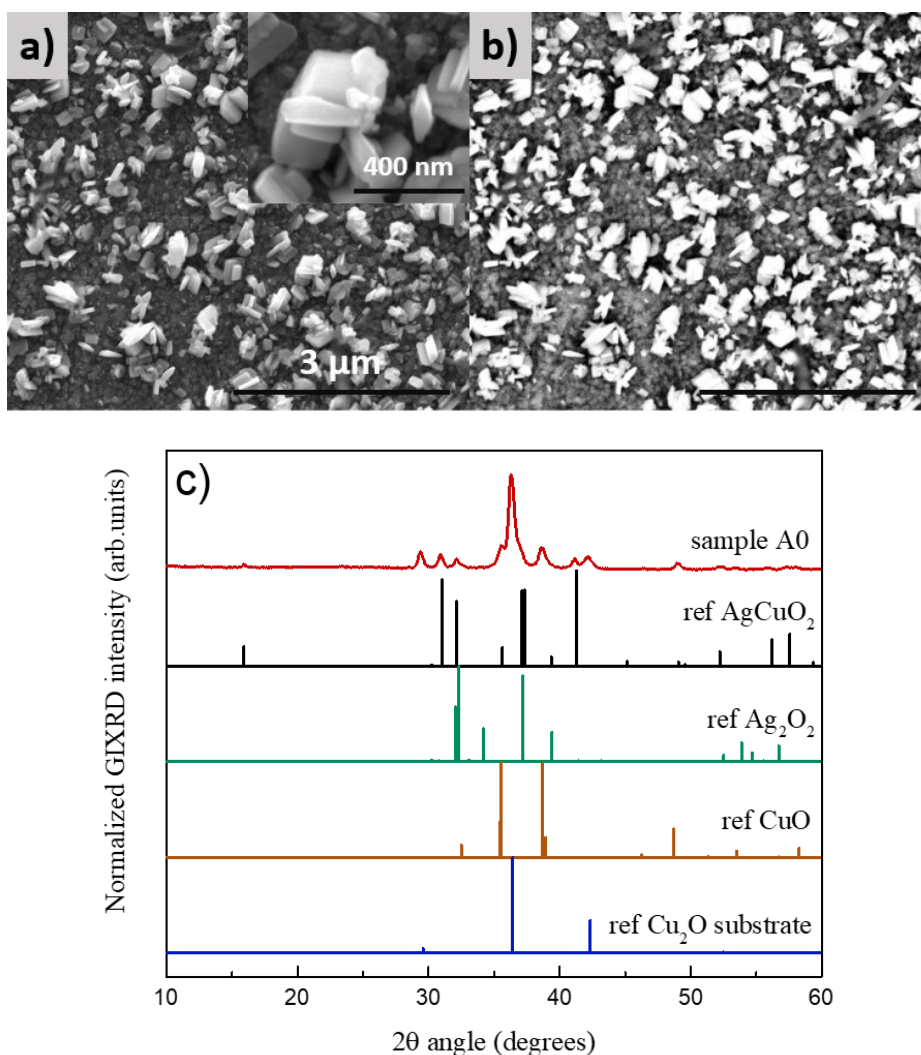 a)
400 nm
3 µm
b)
c)
Normalized GIXRD intensity (arb.units)
sample A0
ref AgCuO₂
ref Ag₂O₂
ref CuO
ref Cu₂O substrate
10 20 30 40 50 60
2θ angle (degrees)